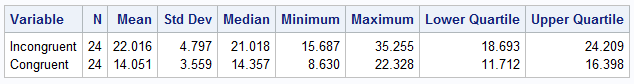 Variable N Mean Std Dev Median Minimum Maximum Lower Quartile Upper Quartile
Incongruent 24 22.016 4.797 21.018 15.687 35.255 18.693 24.209
Congruent 24 14.051 3.559 14.357 8.630 22.328 11.712 16.398